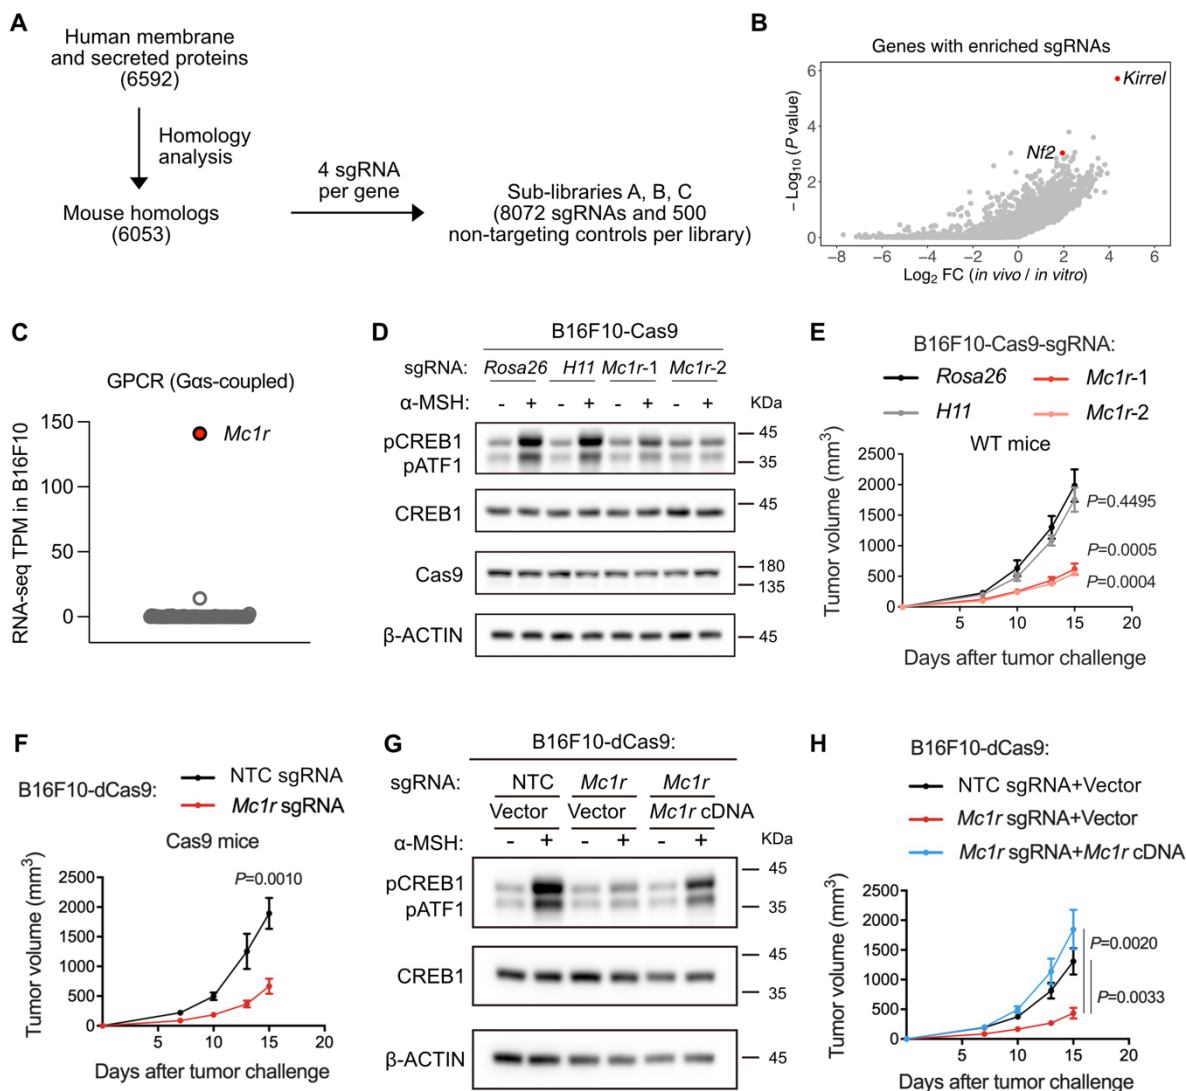 A
Human membrane
and secreted proteins
(6592)
Homology
analysis
Mouse homologs
(6053)
4 sgRNA
per gene
Sub-libraries A, B, C
(8072 sgRNAs and 500
non-targeting controls per library)
B
Genes with enriched sgRNAs
− Log10 (P value)
6
4
2
0
Kirrel
Nf2
−8 −6 −4 −2 0 2 4 6
Log2 FC (in vivo / in vitro)
C
GPCR (Gαs-coupled)
RNA-seq TPM in B16F10
150
100
50
0
Mc1r
D
B16F10-Cas9
sgRNA: Rosa26 H11 Mc1r-1 Mc1r-2
α-MSH: - + - + - + - + KDa
pCREB1
pATF1
45
35
CREB1
45
Cas9
180
135
β-ACTIN
45
E
B16F10-Cas9-sgRNA:
Rosa26 Mc1r-1
H11 Mc1r-2
WT mice
Tumor volume (mm³)
2500
2000
1500
1000
500
0
P=0.4495
P=0.0005
P=0.0004
5 10 15 20
Days after tumor challenge
F
B16F10-dCas9:
NTC sgRNA
Mc1r sgRNA
Cas9 mice
Tumor volume (mm³)
2500
2000
1500
1000
500
0
P=0.0010
0 5 10 15 20
Days after tumor challenge
G
B16F10-dCas9:
sgRNA: NTC Mc1r Mc1r
Vector Vector Mc1r cDNA
α-MSH: - + - + - + KDa
pCREB1
pATF1
45
35
CREB1
45
35
β-ACTIN
45
H
B16F10-dCas9:
NTC sgRNA+Vector
Mc1r sgRNA+Vector
Mc1r sgRNA+Mc1r cDNA
Tumor volume (mm³)
2500
2000
1500
1000
500
0
P=0.0020
P=0.0033
5 10 15 20
Days after tumor challenge